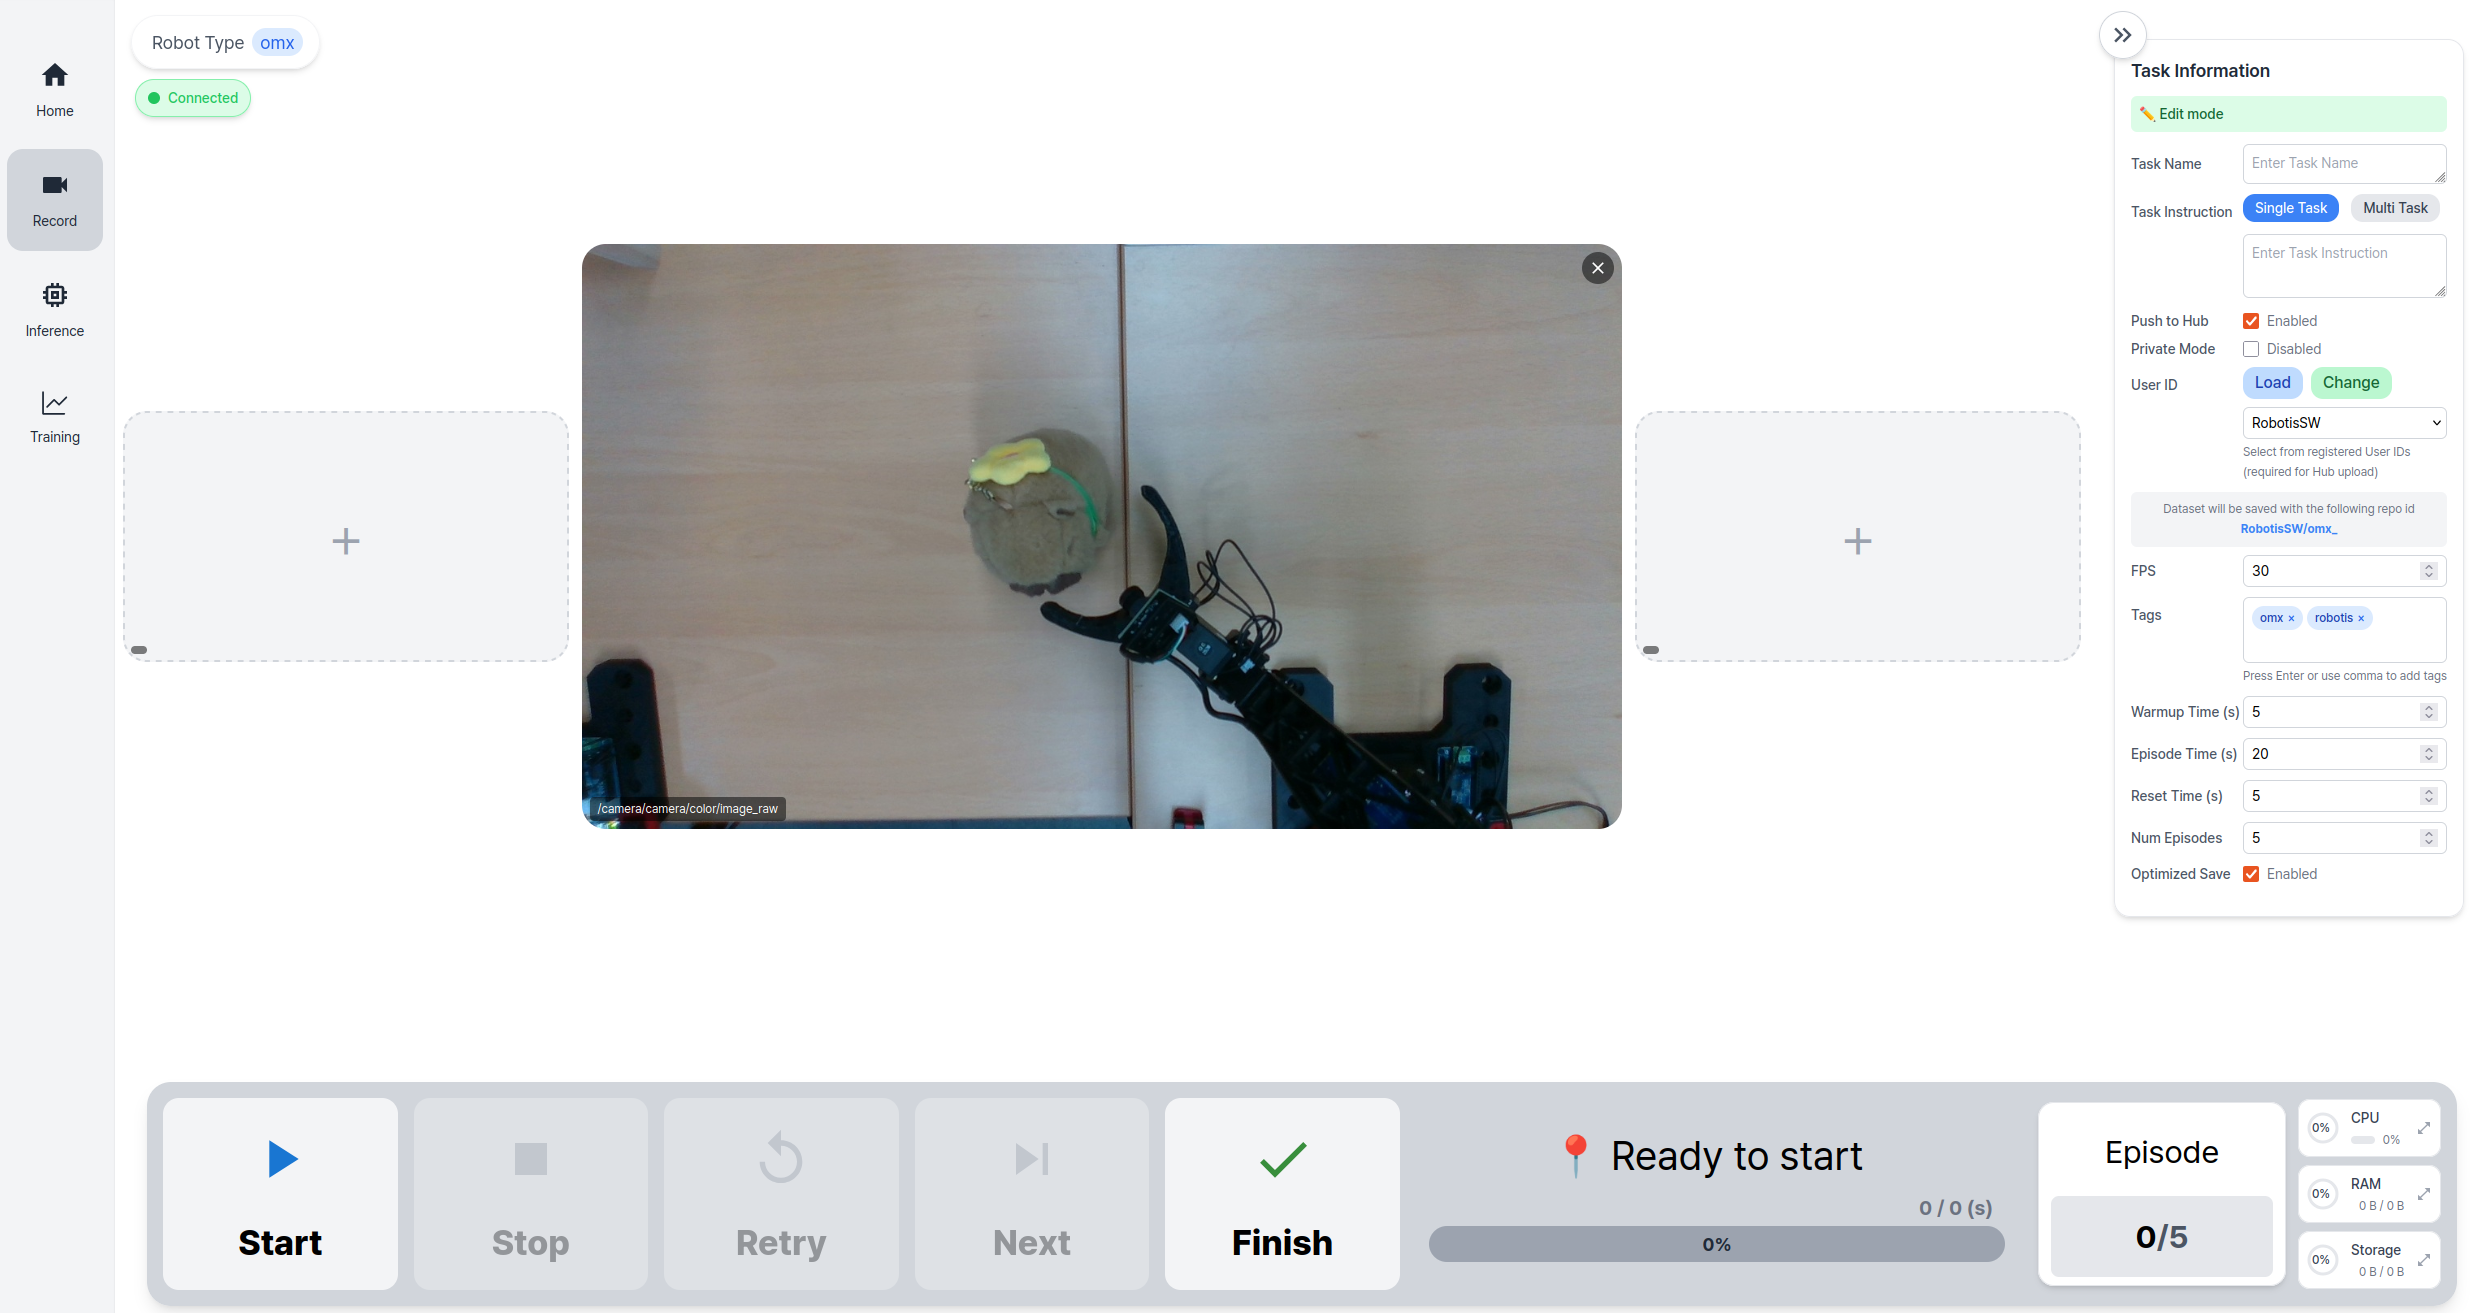 Robot Type omx
Connected
Home
Record
Inference
Training
/camera/camera/color/image_raw
Task Information
✏️ Edit mode
Task Name Enter Task Name
Task Instruction Single Task Multi Task
Enter Task Instruction
Push to Hub Enabled
Private Mode Disabled
User ID Load Change
RobotisSW
Select from registered User IDs
(required for Hub upload)
Dataset will be saved with the following repo id
RobotisSW/omx_
FPS 30
Tags omx × robotis ×
Press Enter or use comma to add tags
Warmup Time (s) 5
Episode Time (s) 20
Reset Time (s) 5
Num Episodes 5
Optimized Save Enabled
Start
Stop
Retry
Next
Finish
📍 Ready to start
0 / 0 (s)
0%
Episode
0/5
0% CPU
0%
0% RAM
0 B / 0 B
0% Storage
0 B / 0 B